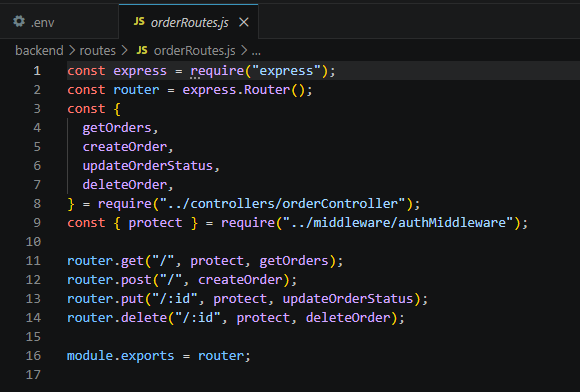 .env
JS orderRoutes.js ×
backend > routes > JS orderRoutes.js > ...
1 const express = require("express");
2 const router = express.Router();
3 const {
4   getOrders,
5   createOrder,
6   updateOrderStatus,
7   deleteOrder,
8 } = require("../controllers/orderController");
9 const { protect } = require("../middleware/authMiddleware");
10
11 router.get("/", protect, getOrders);
12 router.post("/", createOrder);
13 router.put("/:id", protect, updateOrderStatus);
14 router.delete("/:id", protect, deleteOrder);
15
16 module.exports = router;
17